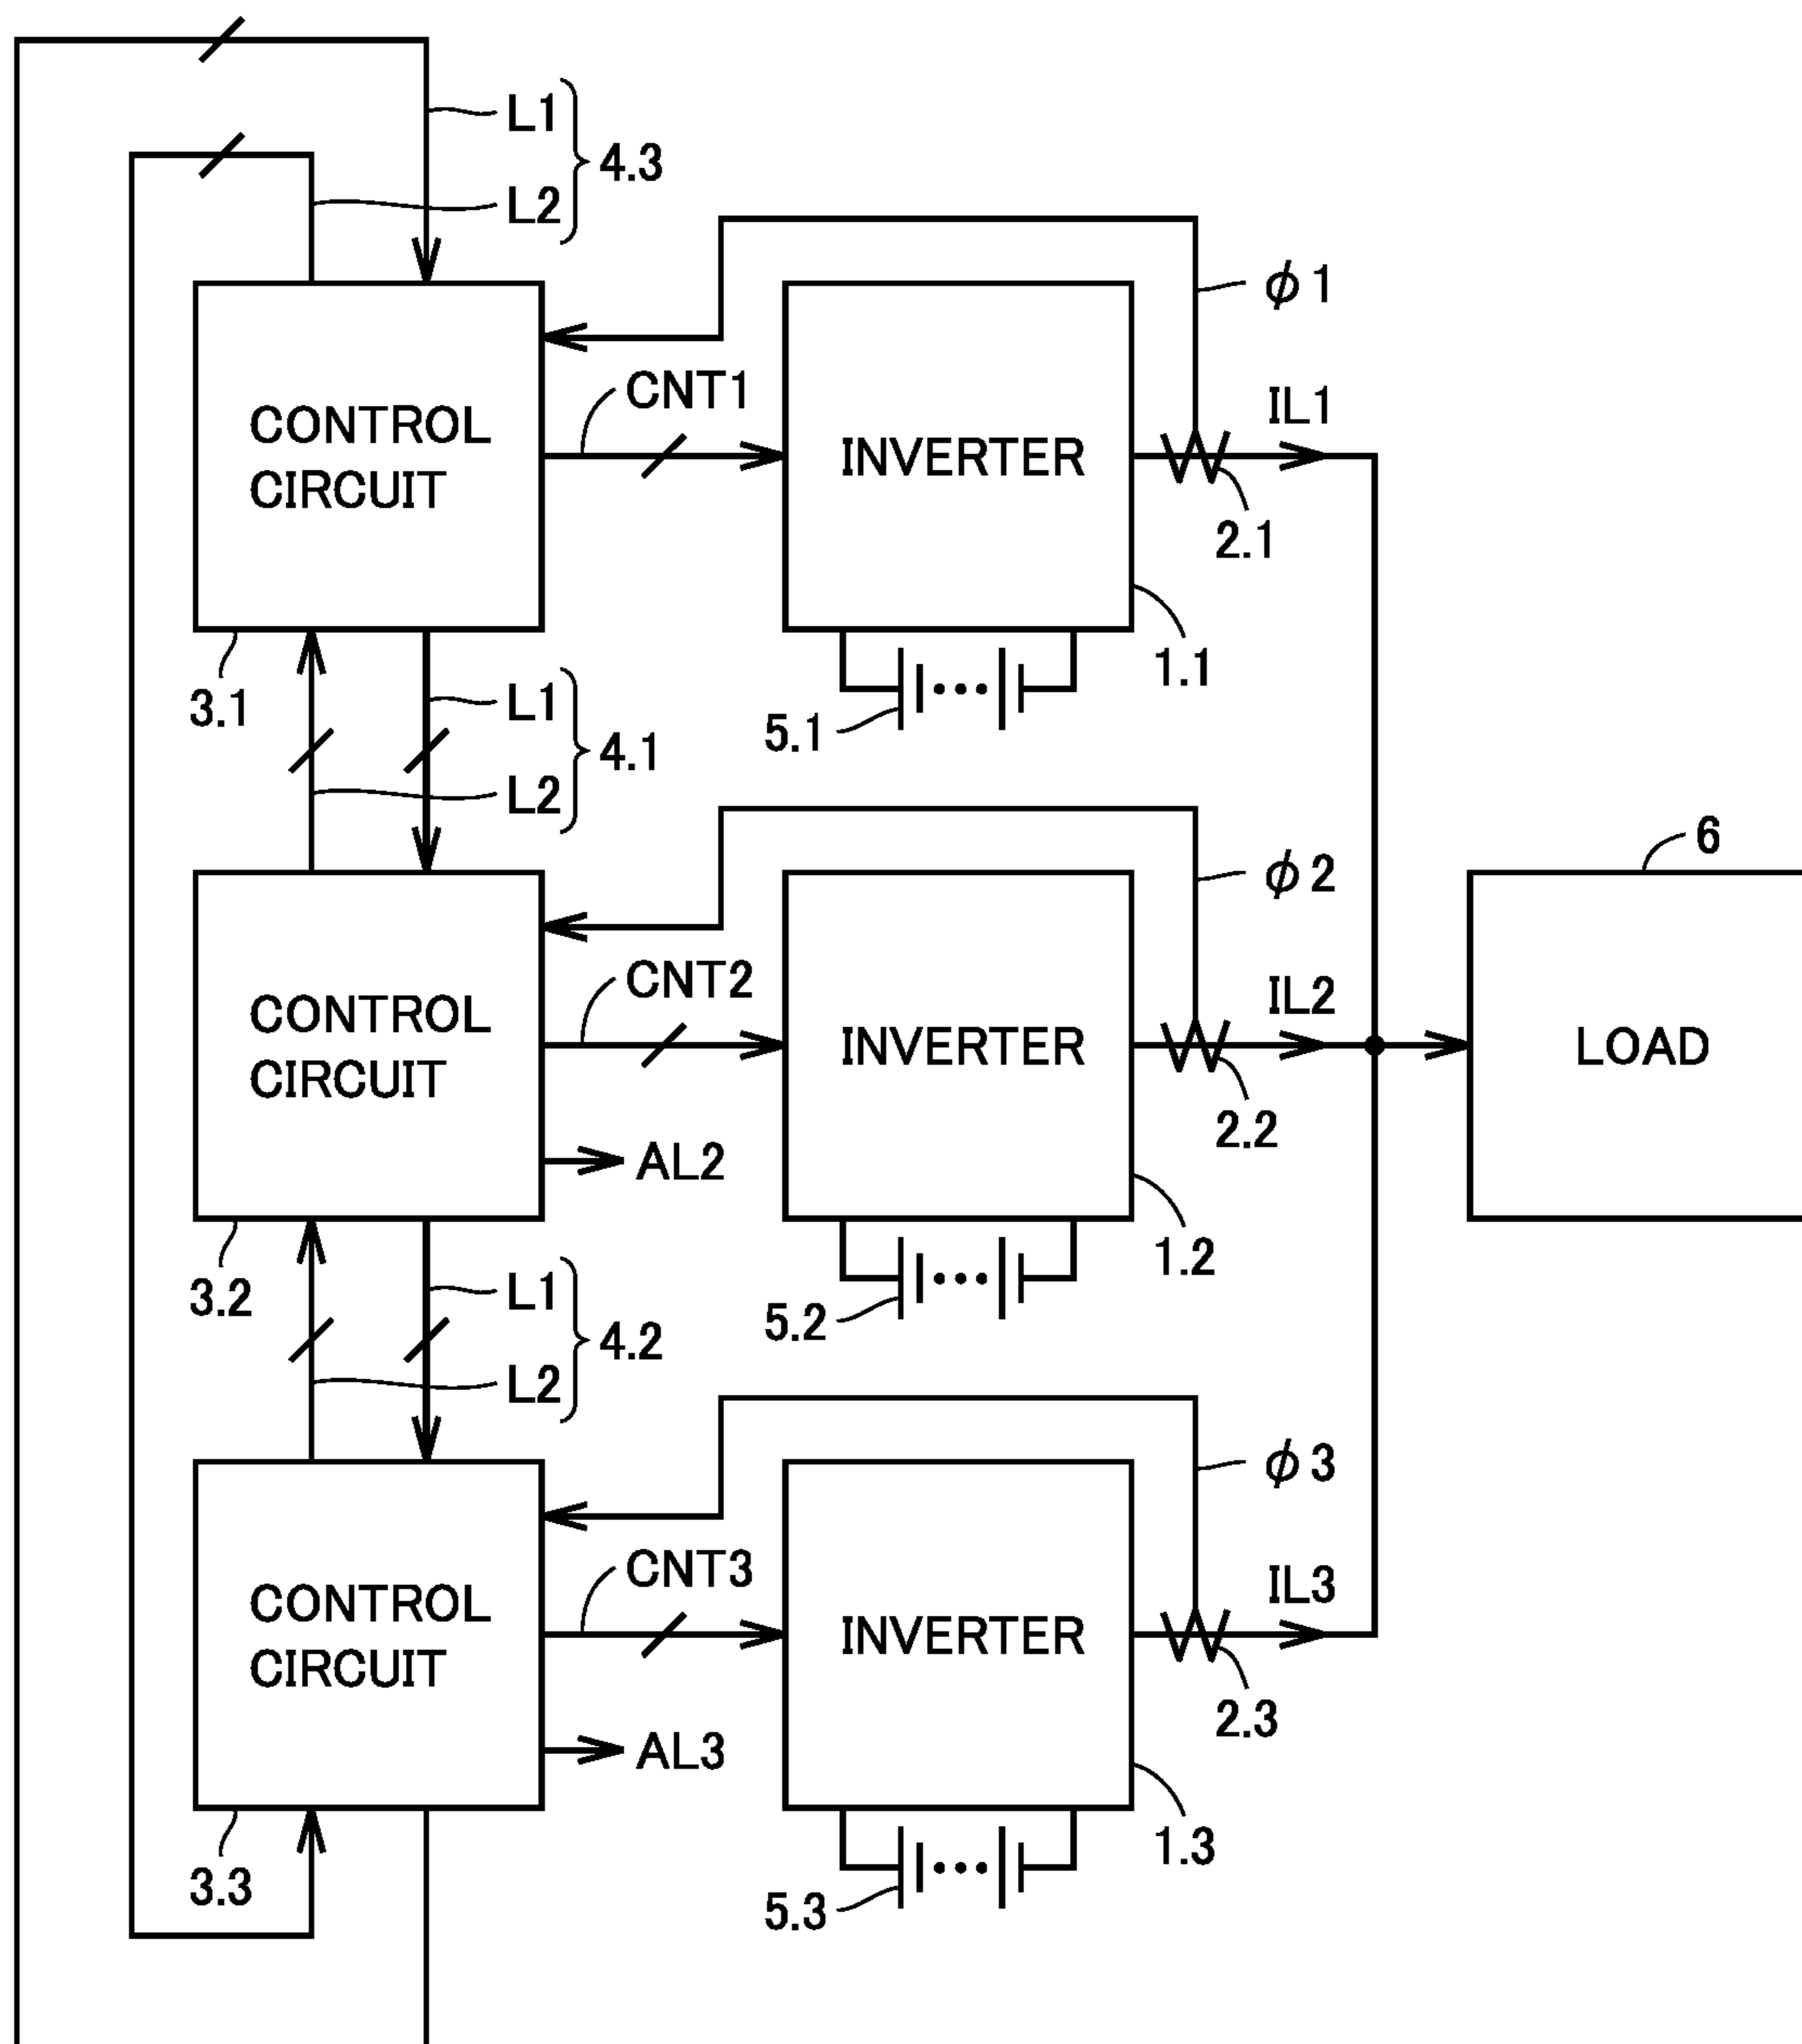 L1
4.3
L2
φ1
CNT1
IL1
CONTROL
CIRCUIT
INVERTER
2.1
3.1
1.1
5.1
L1
4.1
L2
6
φ2
CNT2
IL2
CONTROL
CIRCUIT
INVERTER
LOAD
2.2
AL2
3.2
1.2
5.2
L1
4.2
L2
φ3
CNT3
IL3
CONTROL
CIRCUIT
INVERTER
2.3
AL3
3.3
1.3
5.3